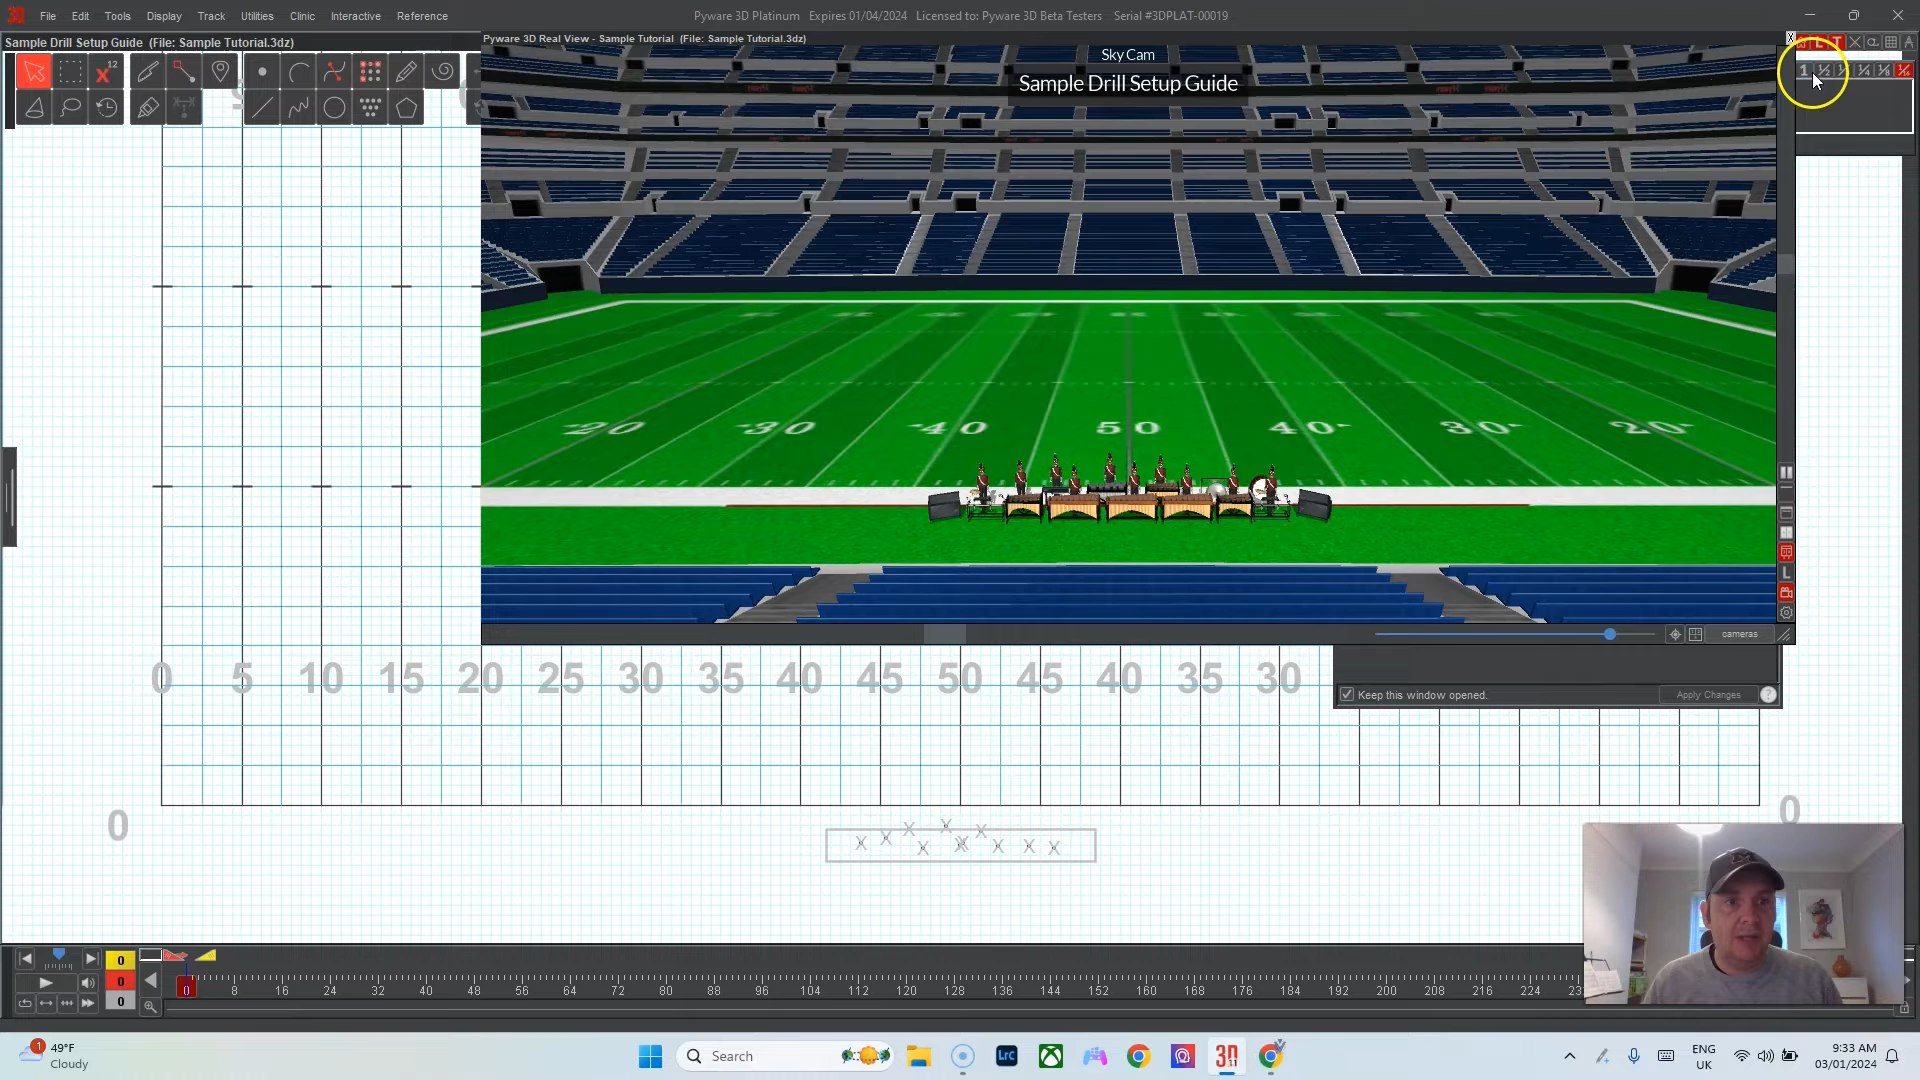 File Edit Tools Display Track Utilities Clinic Interactive Reference
Pyware 3D Platinum Expires 01/04/2024 Licensed to: Pyware 3D Beta Testers Serial #3DPLAT-00019
Sample Drill Setup Guide (File: Sample Tutorial.3dz)
Pyware 3D Real View - Sample Tutorial (File: Sample Tutorial.3dz)
Sky Cam
Sample Drill Setup Guide
20 30 40 50 40 30 20
cameras
0 5 10 15 20 25 30 35 40 45 50 45 40 35 30
Keep this window opened.
Apply Changes
0
0
0
0
0
0 8 16 24 32 40 48 56 64 72 80 88 96 104 112 120 128 136 144 152 160 168 176 184 192 200 208 216 224
1
49°F
Cloudy
Search
Lrc
ENG
UK
9:33 AM
03/01/2024